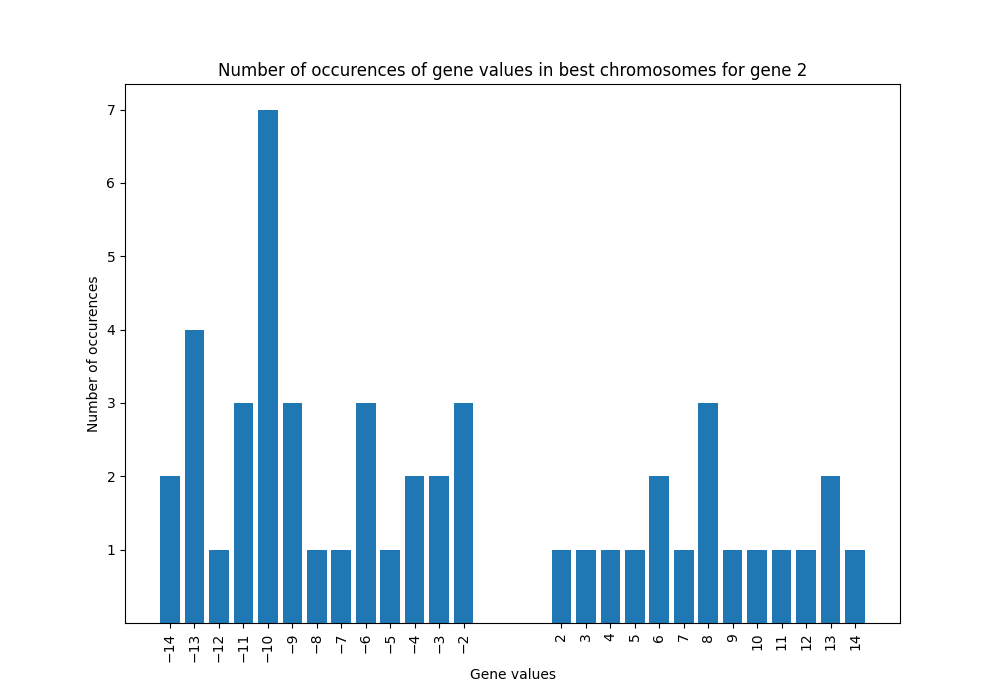 Number of occurences of gene values in best chromosomes for gene 2
7
6
5
4
3
2
1
Number of occurences
−14 −13 −12 −11 −10 −9 −8 −7 −6 −5 −4 −3 −2 2 3 4 5 6 7 8 9 10 11 12 13 14
Gene values